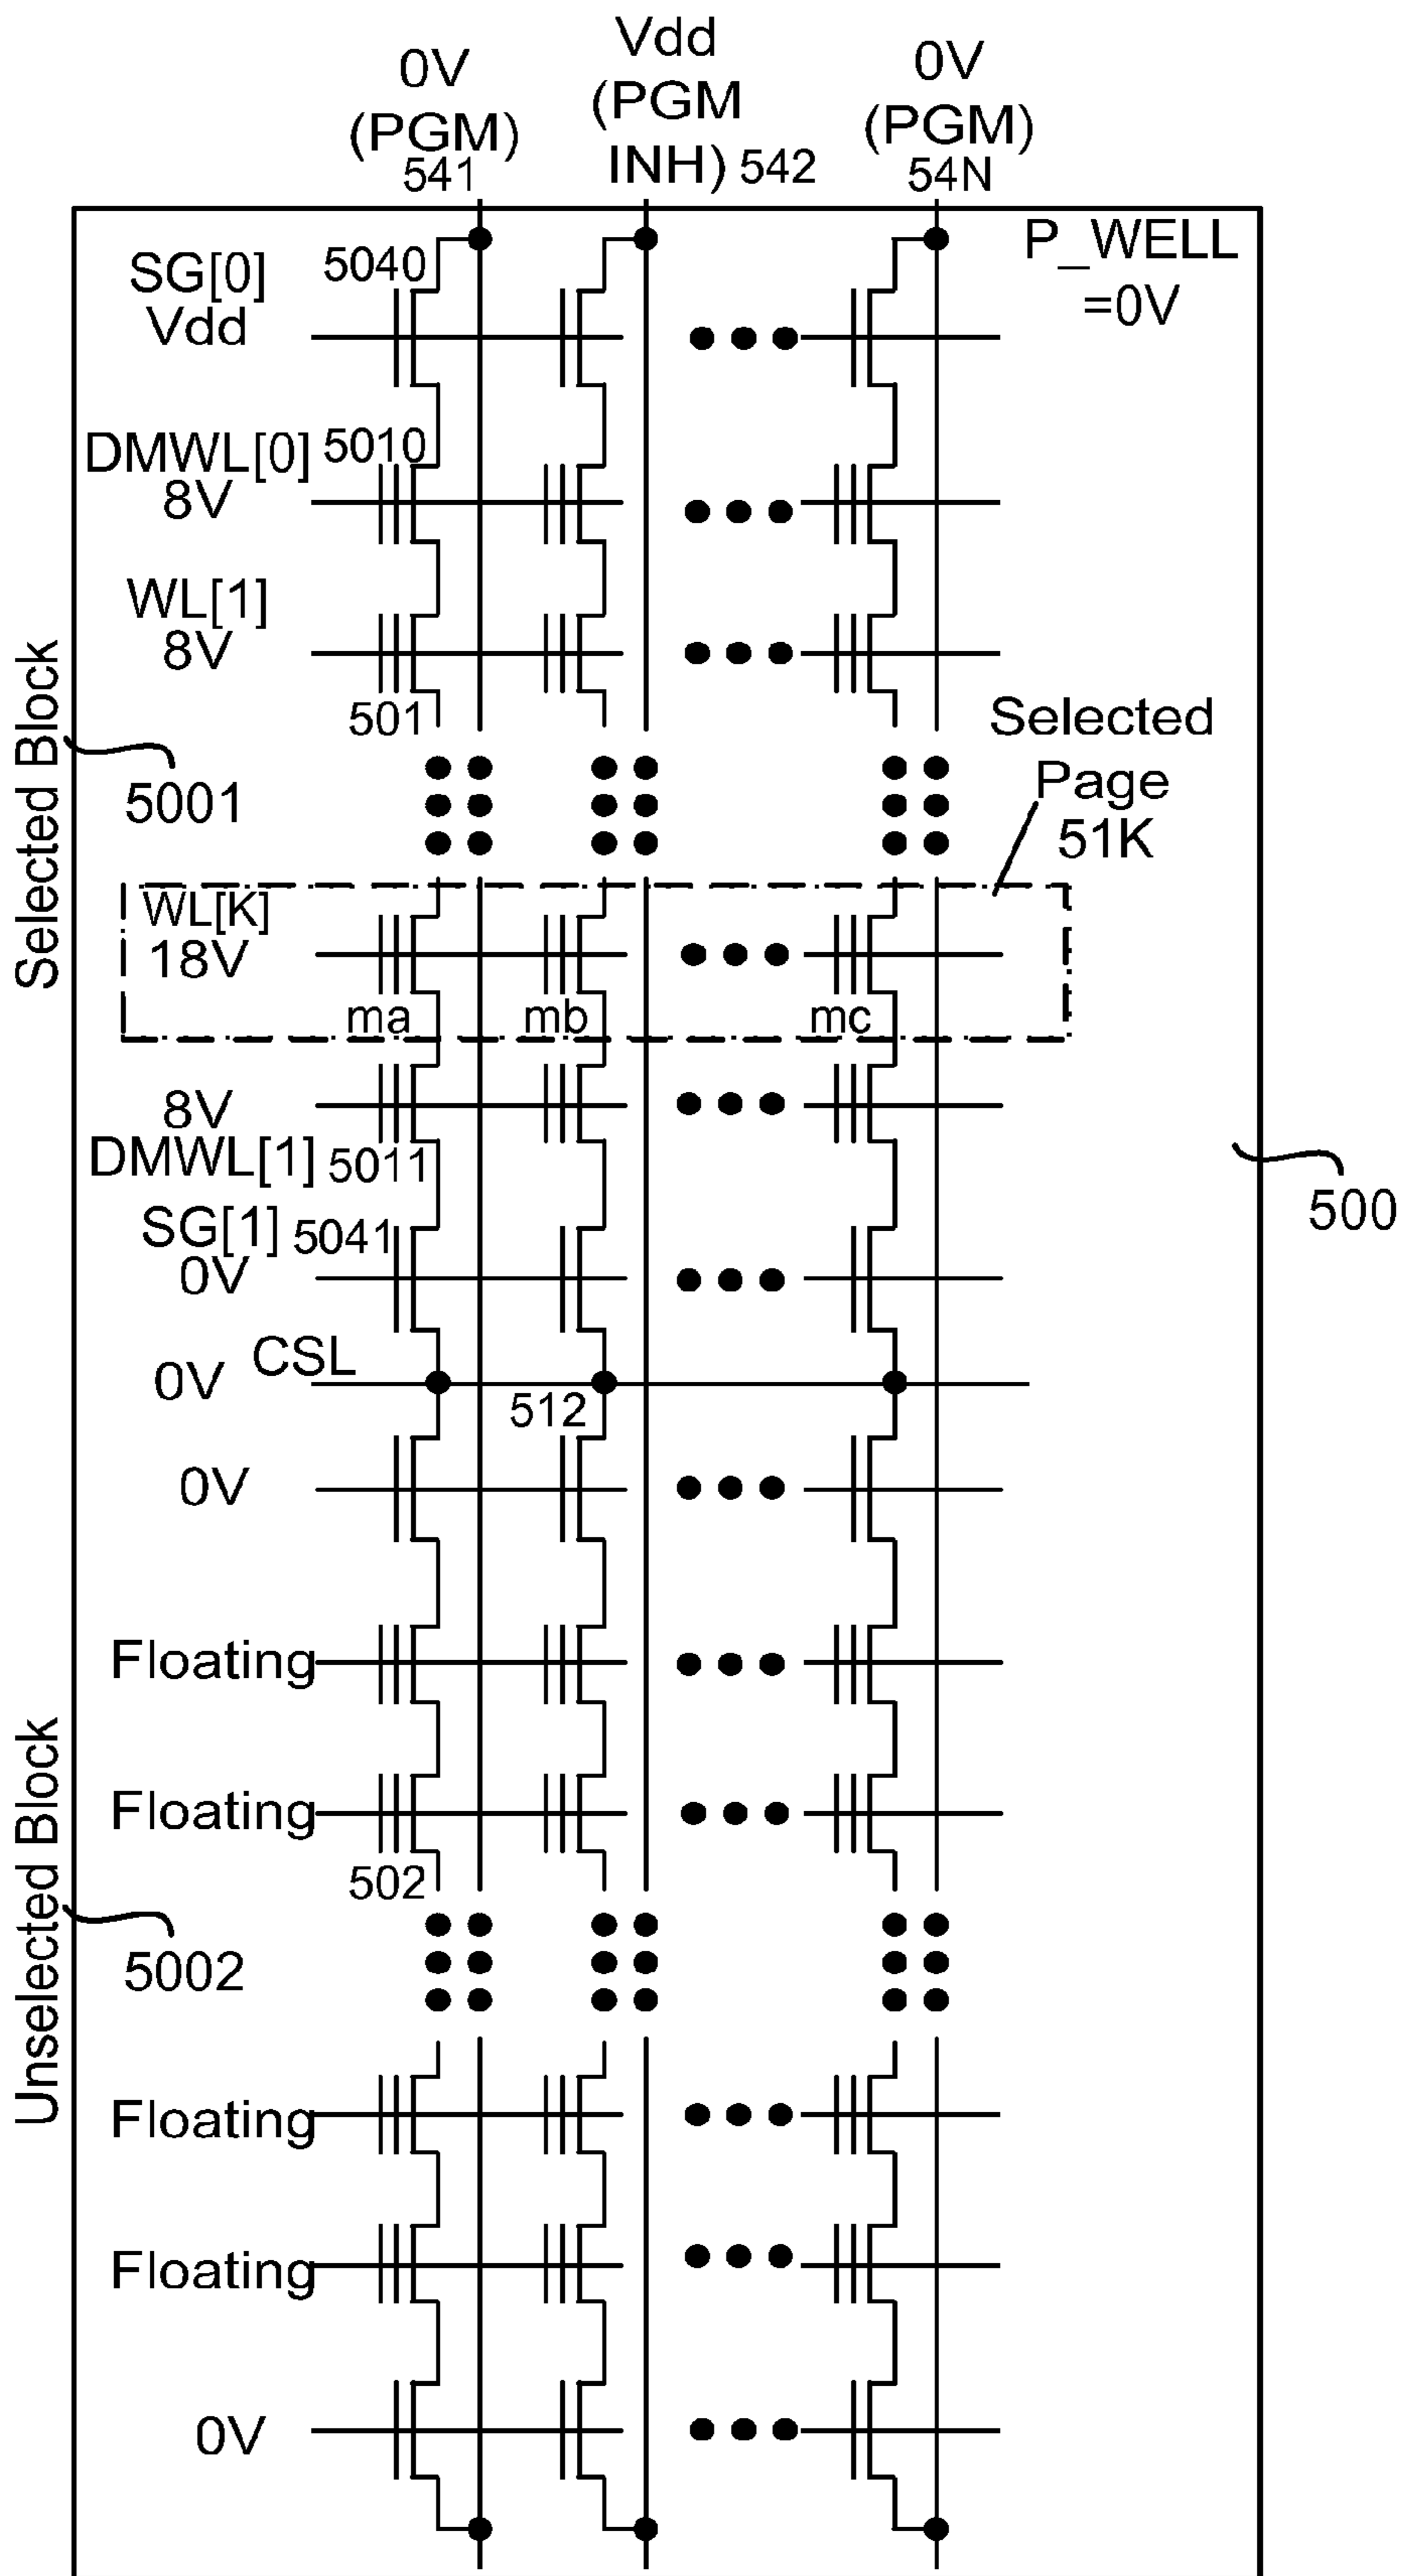 0V
(PGM)
541
Vdd
(PGM
INH) 542
0V
(PGM)
54N
P_WELL
=0V
SG[0]
Vdd
5040
DMWL[0]
8V
5010
WL[1]
8V
501
Selected Block
5001
Selected
Page
51K
WL[K]
18V
ma
mb
mc
8V
DMWL[1]
5011
500
SG[1]
0V
5041
0V
CSL
512
0V
Floating
Floating
502
Unselected Block
5002
Floating
Floating
0V